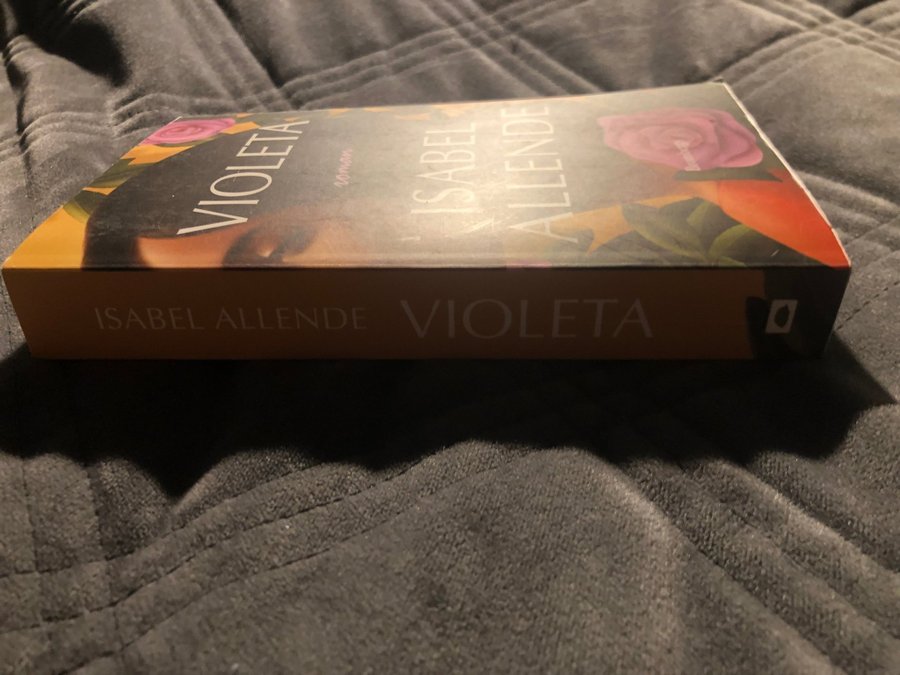 VIOLETA
roman
ISABEL
ALLENDE
ISABEL ALLENDE VIOLETA